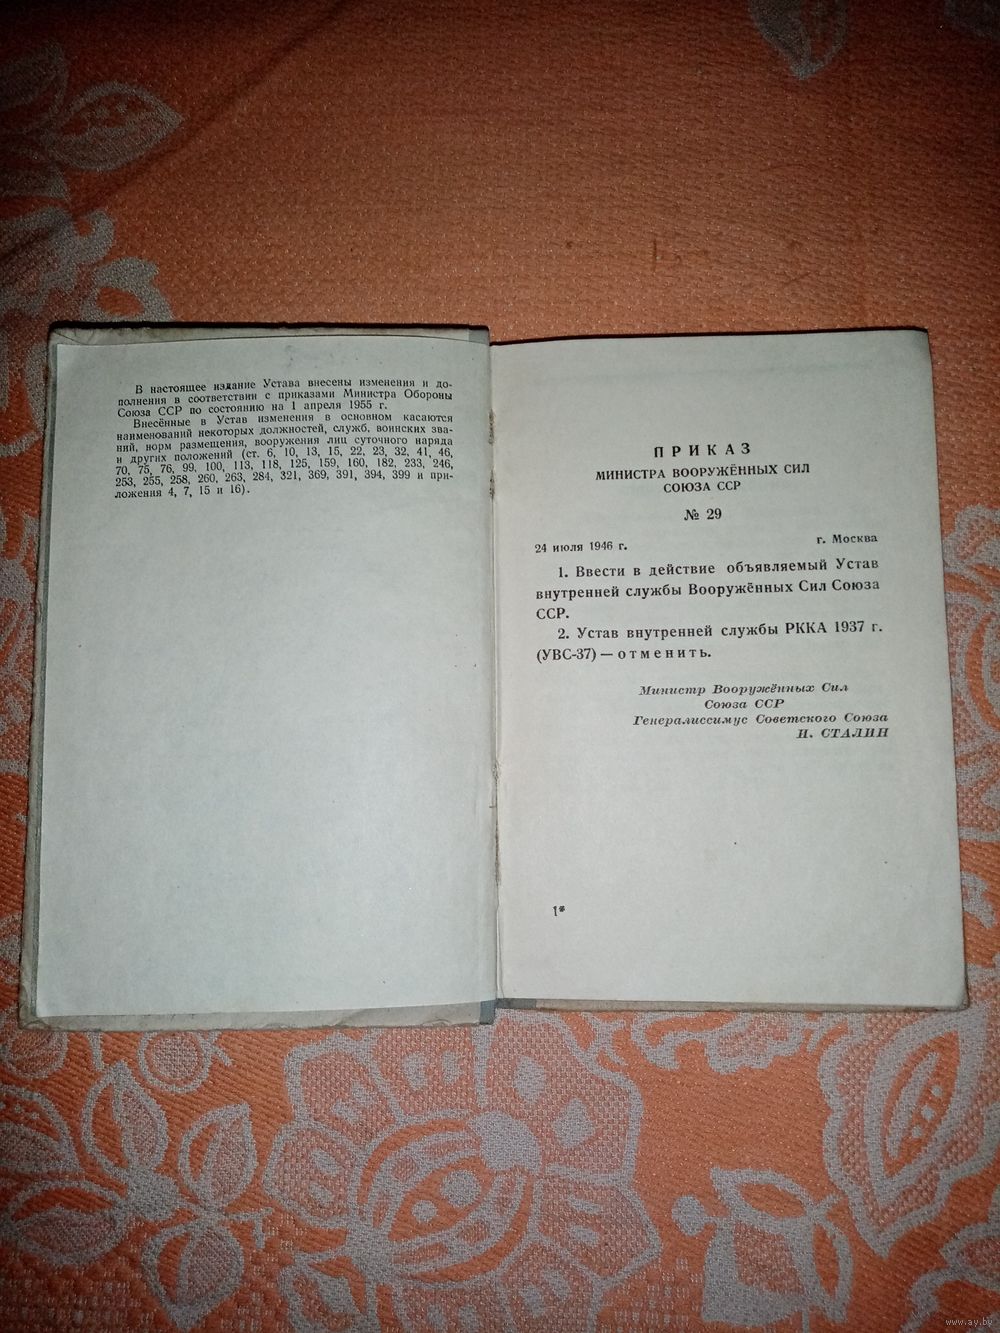 В настоящее издание Устава внесены изменения и до-
полнения в соответствии с приказами Министра Обороны
Союза ССР по состоянию на 1 апреля 1955 г.
Внесённые в Устав изменения в основном касаются
наименований некоторых должностей, служб, воинских зва-
ний, норм размещения, вооружения лиц суточного наряда
и других положений (ст. 6, 10, 13, 15, 22, 23, 32, 41, 46,
70, 75, 76, 99, 100, 113, 118, 125, 159, 160, 182, 233, 246,
253, 255, 258, 260, 263, 284, 321, 369, 391, 394, 399 и при-
ложения 4, 7, 15 и 16).
ПРИКАЗ
МИНИСТРА ВООРУЖЁННЫХ СИЛ
СОЮЗА ССР
№ 29
24 июля 1946 г. г. Москва
1. Ввести в действие объявляемый Устав
внутренней службы Вооружённых Сил Союза
ССР.
2. Устав внутренней службы РККА 1937 г.
(УВС-37) — отменить.
Министр Вооружённых Сил
Союза ССР
Генералиссимус Советского Союза
И. СТАЛИН
1*
www.ay.by